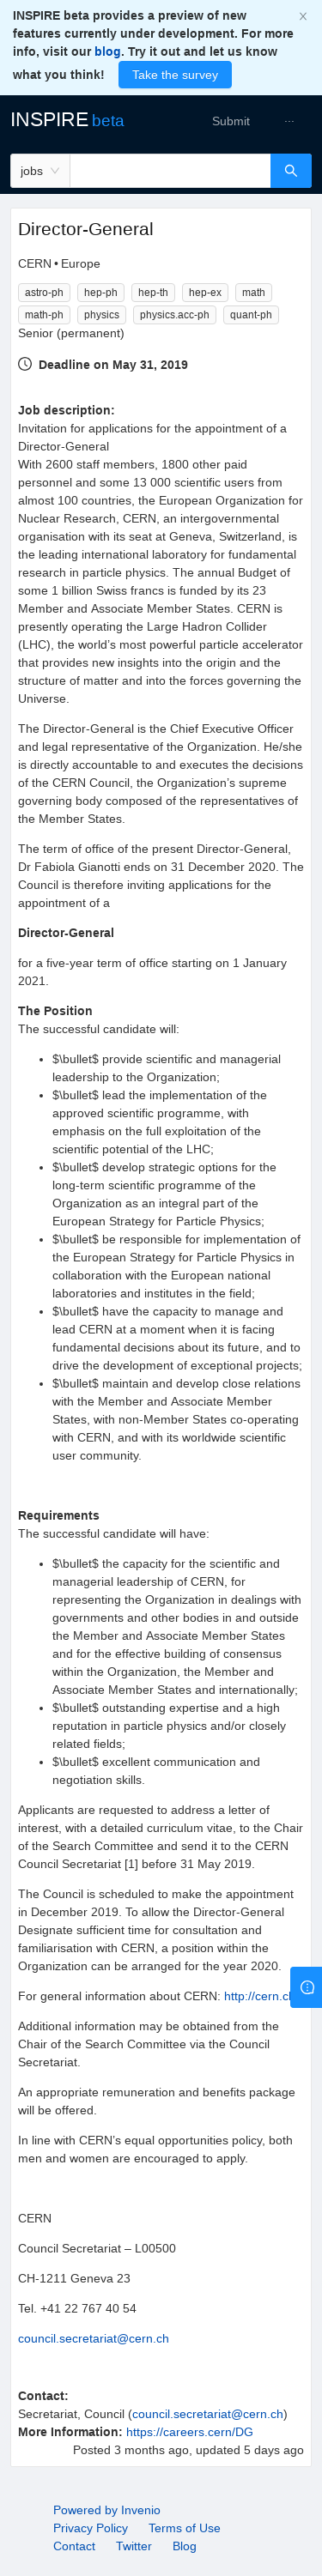 INSPIRE beta provides a preview of new
features currently under development. For more
info, visit our blog. Try it out and let us know
what you think! Take the survey
INSPIRE beta
Submit ···
jobs
Director-General
CERN • Europe
astro-ph hep-ph hep-th hep-ex math
math-ph physics physics.acc-ph quant-ph
Senior (permanent)
Deadline on May 31, 2019
Job description:
Invitation for applications for the appointment of a
Director-General
With 2600 staff members, 1800 other paid
personnel and some 13 000 scientific users from
almost 100 countries, the European Organization for
Nuclear Research, CERN, an intergovernmental
organisation with its seat at Geneva, Switzerland, is
the leading international laboratory for fundamental
research in particle physics. The annual Budget of
some 1 billion Swiss francs is funded by its 23
Member and Associate Member States. CERN is
presently operating the Large Hadron Collider
(LHC), the world’s most powerful particle accelerator
that provides new insights into the origin and the
structure of matter and into the forces governing the
Universe.
The Director-General is the Chief Executive Officer
and legal representative of the Organization. He/she
is directly accountable to and executes the decisions
of the CERN Council, the Organization’s supreme
governing body composed of the representatives of
the Member States.
The term of office of the present Director-General,
Dr Fabiola Gianotti ends on 31 December 2020. The
Council is therefore inviting applications for the
appointment of a
Director-General
for a five-year term of office starting on 1 January
2021.
The Position
The successful candidate will:
• $\bullet$ provide scientific and managerial
leadership to the Organization;
• $\bullet$ lead the implementation of the
approved scientific programme, with
emphasis on the full exploitation of the
scientific potential of the LHC;
• $\bullet$ develop strategic options for the
long-term scientific programme of the
Organization as an integral part of the
European Strategy for Particle Physics;
• $\bullet$ be responsible for implementation of
the European Strategy for Particle Physics in
collaboration with the European national
laboratories and institutes in the field;
• $\bullet$ have the capacity to manage and
lead CERN at a moment when it is facing
fundamental decisions about its future, and to
drive the development of exceptional projects;
• $\bullet$ maintain and develop close relations
with the Member and Associate Member
States, with non-Member States co-operating
with CERN, and with its worldwide scientific
user community.
Requirements
The successful candidate will have:
• $\bullet$ the capacity for the scientific and
managerial leadership of CERN, for
representing the Organization in dealings with
governments and other bodies in and outside
the Member and Associate Member States
and for the effective building of consensus
within the Organization, the Member and
Associate Member States and internationally;
• $\bullet$ outstanding expertise and a high
reputation in particle physics and/or closely
related fields;
• $\bullet$ excellent communication and
negotiation skills.
Applicants are requested to address a letter of
interest, with a detailed curriculum vitae, to the Chair
of the Search Committee and send it to the CERN
Council Secretariat [1] before 31 May 2019.
The Council is scheduled to make the appointment
in December 2019. To allow the Director-General
Designate sufficient time for consultation and
familiarisation with CERN, a position within the
Organization can be arranged for the year 2020.
For general information about CERN: http://cern.ch
Additional information may be obtained from the
Chair of the Search Committee via the Council
Secretariat.
An appropriate remuneration and benefits package
will be offered.
In line with CERN’s equal opportunities policy, both
men and women are encouraged to apply.
CERN
Council Secretariat – L00500
CH-1211 Geneva 23
Tel. +41 22 767 40 54
council.secretariat@cern.ch
Contact:
Secretariat, Council (council.secretariat@cern.ch)
More Information: https://careers.cern/DG
Posted 3 months ago, updated 5 days ago
Powered by Invenio
Privacy Policy Terms of Use
Contact Twitter Blog